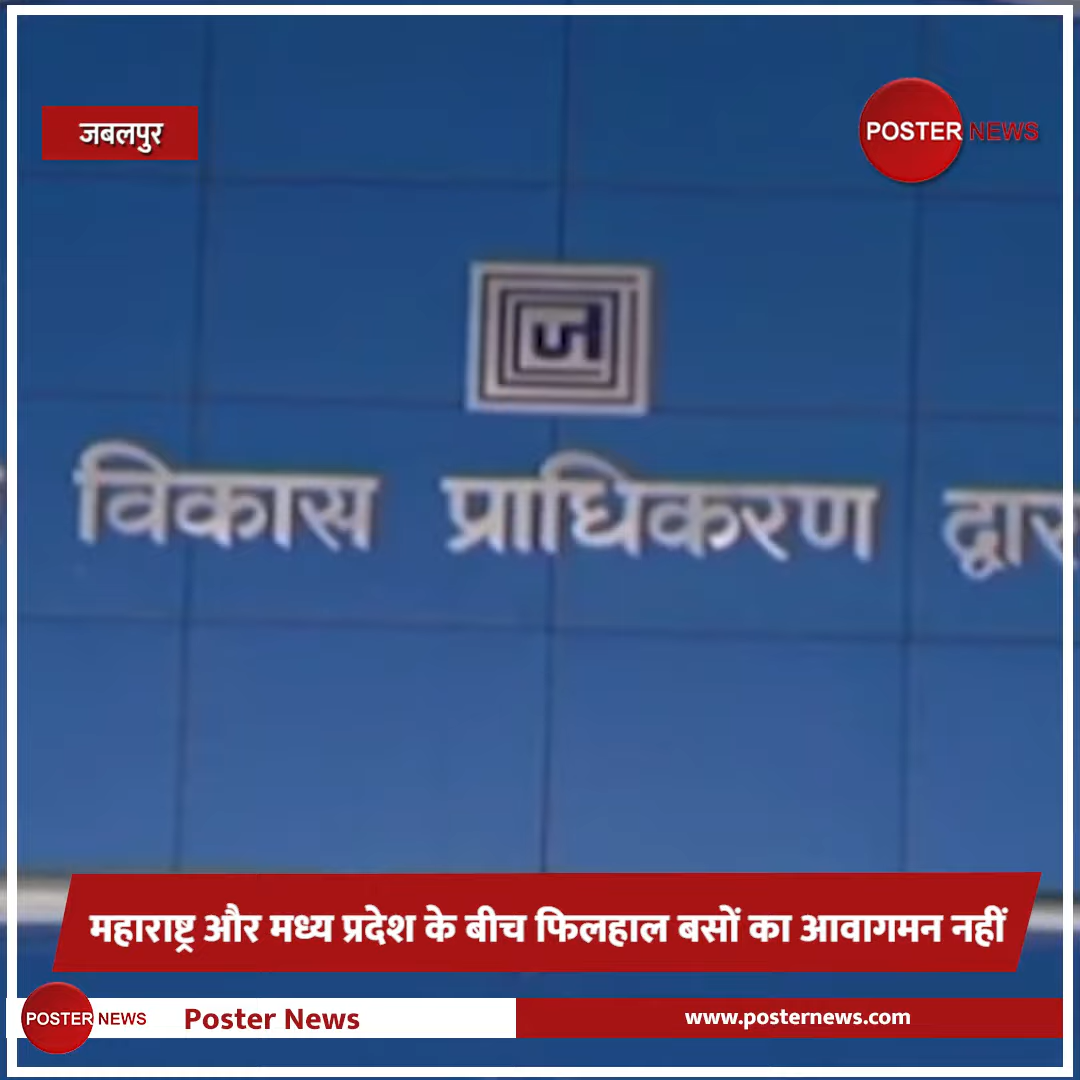 जबलपुर
POSTER NEWS
ज
विकास प्राधिकरण
महाराष्ट्र और मध्य प्रदेश के बीच फिलहाल बसों का आवागमन नहीं
POSTER NEWS
Poster News
www.posternews.com